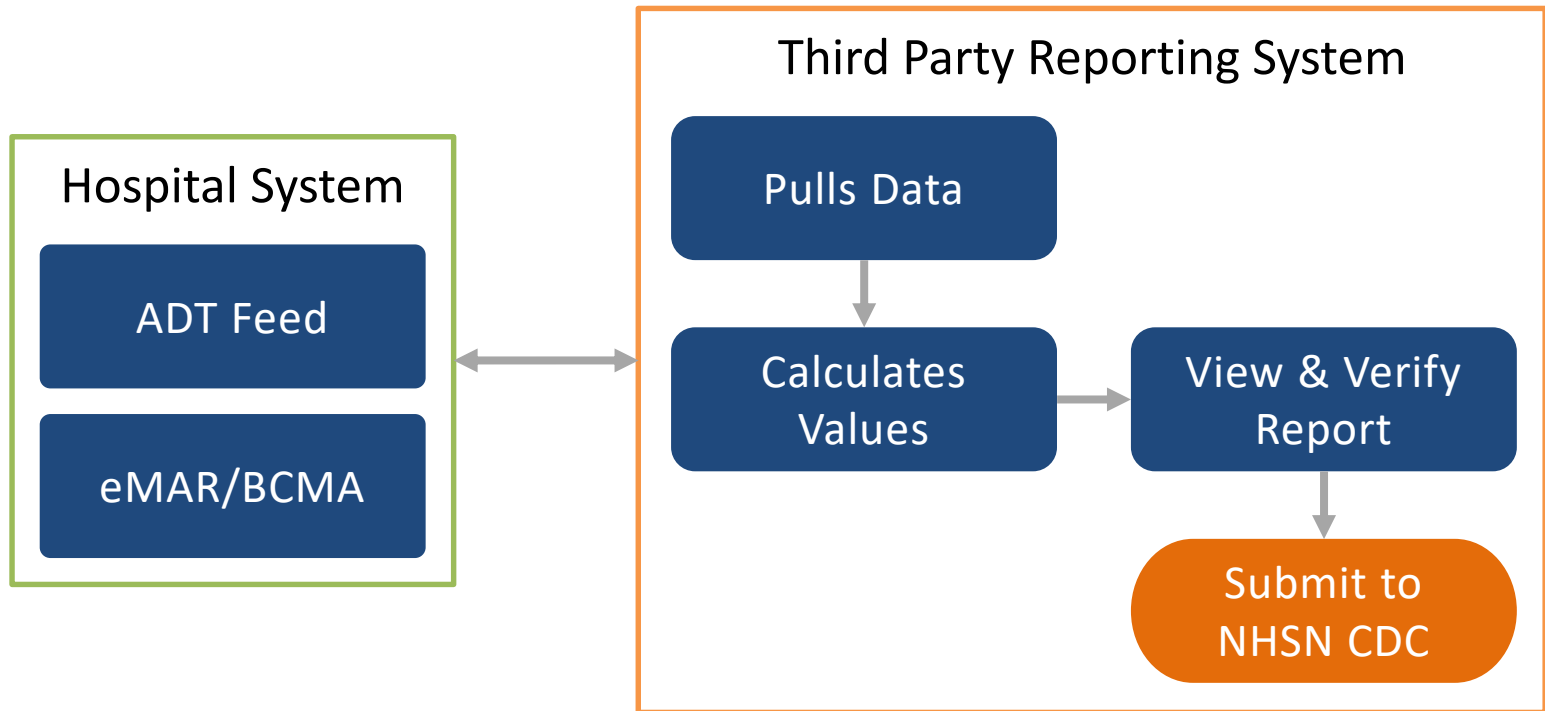 Hospital System
ADT Feed
eMAR/BCMA
Third Party Reporting System
Pulls Data
Calculates
Values
View & Verify
Report
Submit to
NHSN CDC